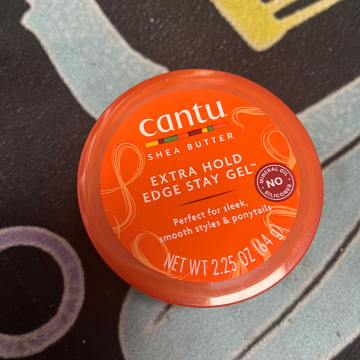 cantu
SHEA BUTTER
EXTRA HOLD
EDGE STAY GEL™
Perfect for sleek,
smooth styles & ponytails
NET WT 2.25 OZ (64 g)
MINERAL OIL
NO
SILICONES